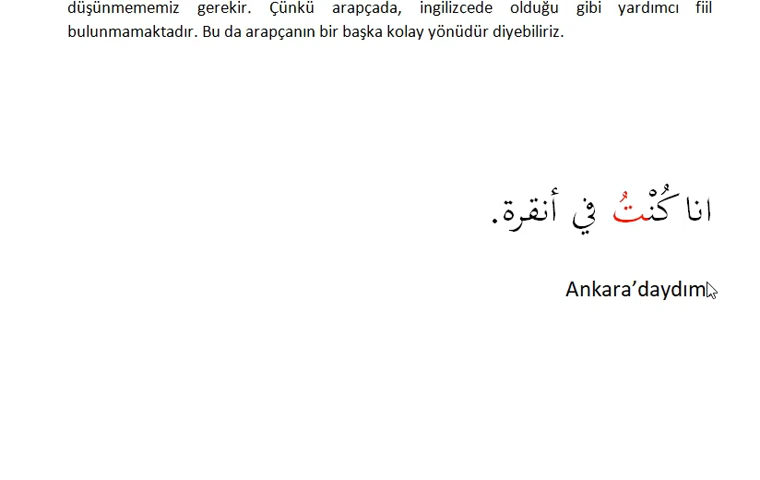 düşünmememiz gerekir. Çünkü arapçada, ingilizcede olduğu gibi yardımcı fiil
bulunmamaktadır. Bu da arapçanın bir başka kolay yönüdür diyebiliriz.
انا كُنْتُ في أنقرة.
Ankara’daydım